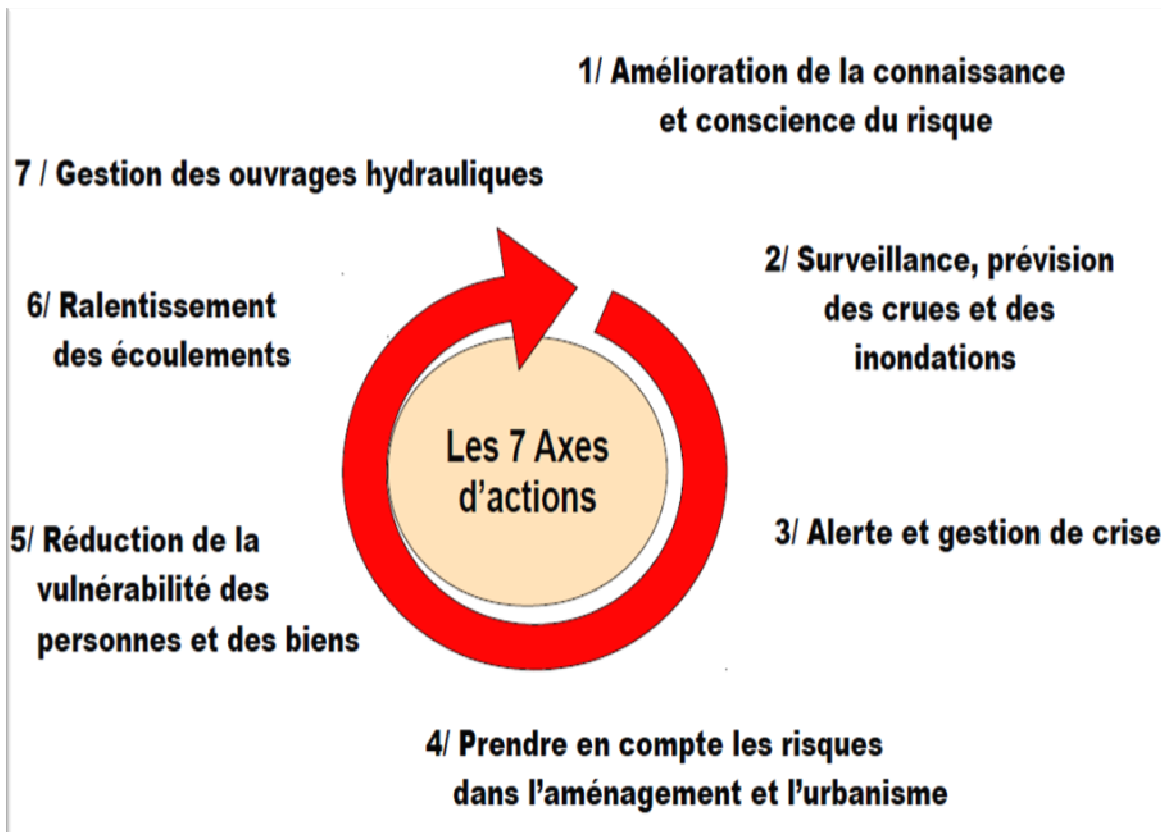 1/ Amélioration de la connaissance
et conscience du risque
2/ Surveillance, prévision
des crues et des
inondations
3/ Alerte et gestion de crise
4/ Prendre en compte les risques
dans l'aménagement et l'urbanisme
5/ Réduction de la
vulnérabilité des
personnes et des biens
6/ Ralentissement
des écoulements
7 / Gestion des ouvrages hydrauliques
Les 7 Axes
d'actions